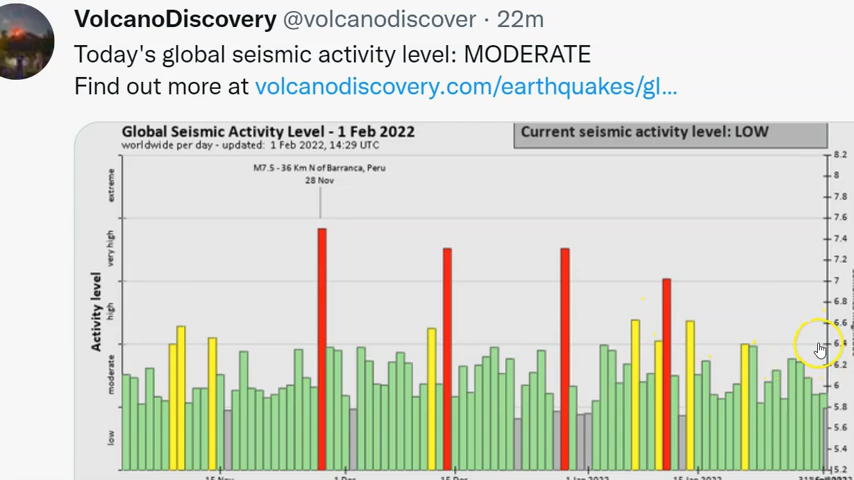 VolcanoDiscovery @volcanodiscover · 22m
Today's global seismic activity level: MODERATE
Find out more at volcanodiscovery.com/earthquakes/gl...
Global Seismic Activity Level - 1 Feb 2022
worldwide per day - updated: 1 Feb 2022, 14:29 UTC
Current seismic activity level: LOW
M7.5 - 36 Km N of Barranca, Peru
28 Nov
Activity level
extreme
very high
high
moderate
low
8.2
8
7.8
7.6
7.4
7.2
7
6.8
6.6
6.4
6.2
6
5.8
5.6
5.4
5.2
15 Nov
1 Dec
15 Dec
1 Jan 2022
15 Jan 2022